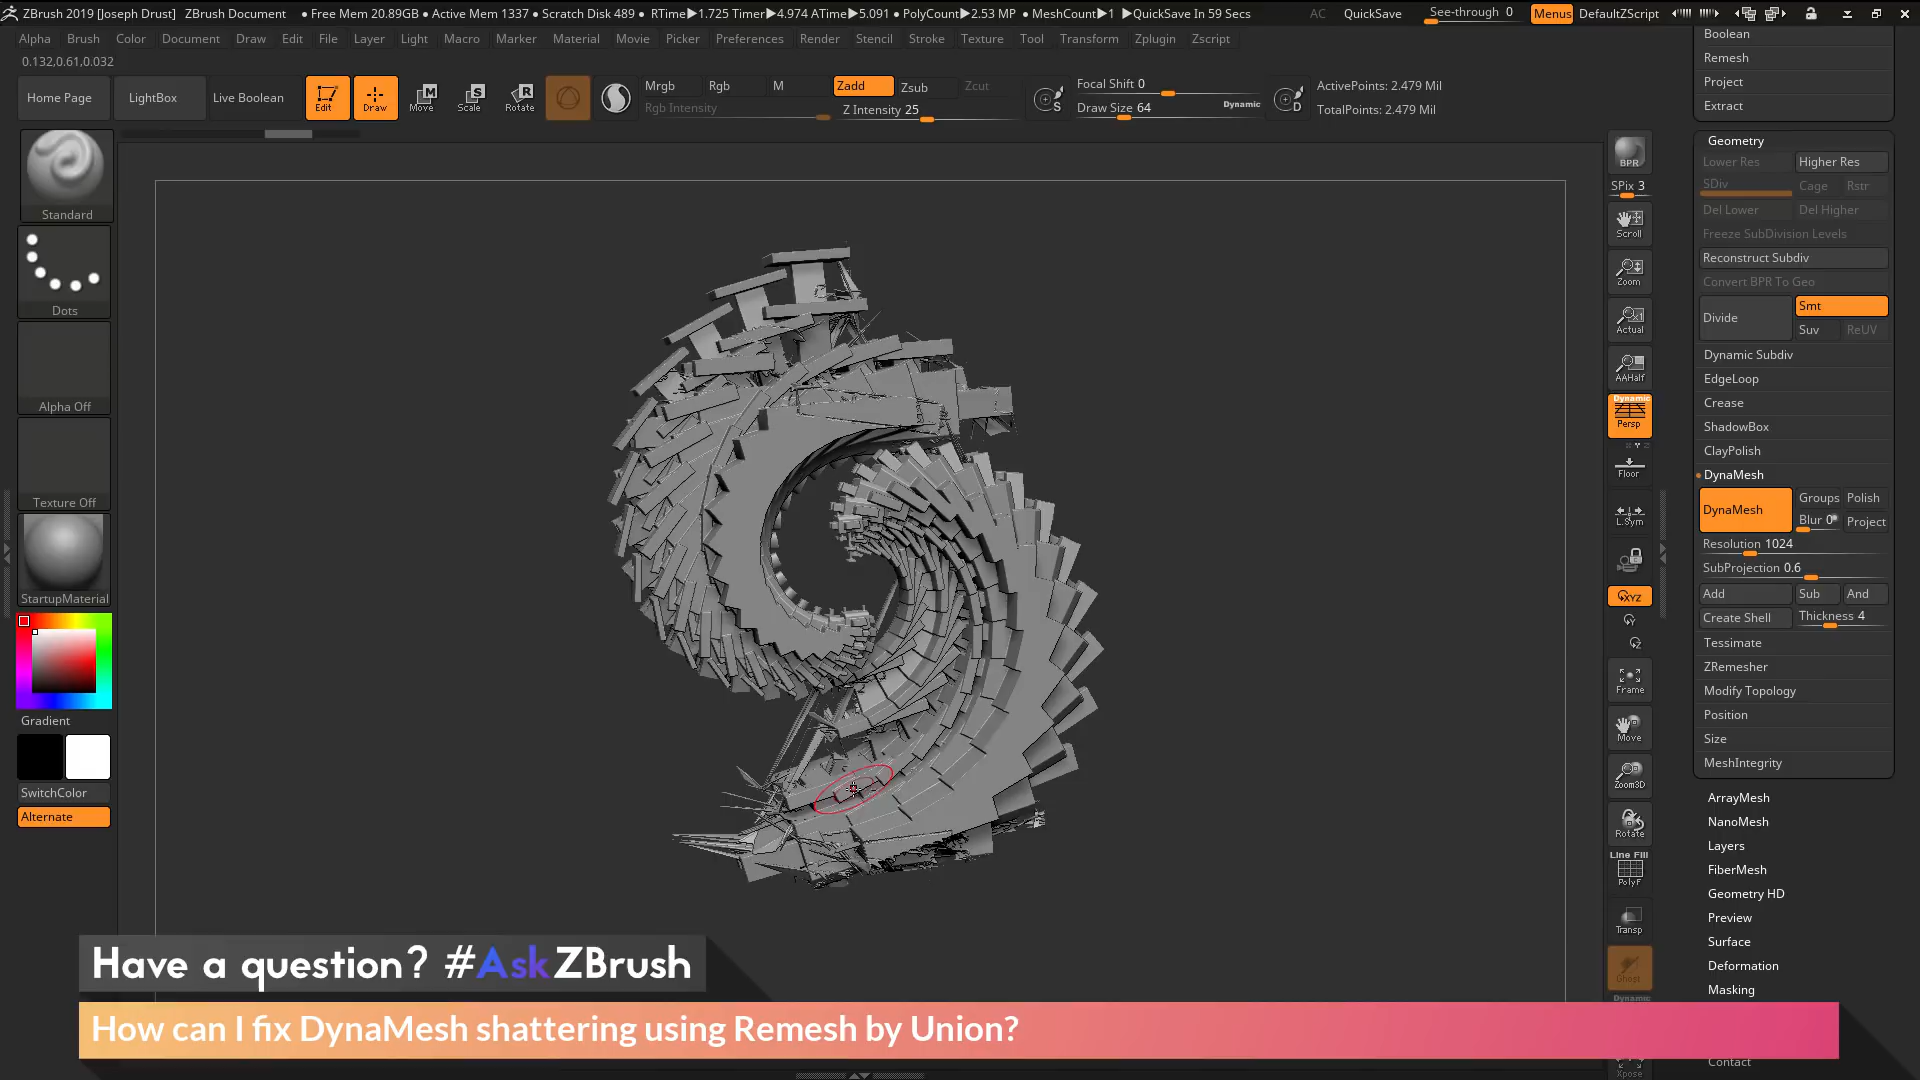 ZBrush 2019 [Joseph Drust] ZBrush Document ● Free Mem 20.89GB ● Active Mem 1337 ● Scratch Disk 489 ● RTime▶1.725 Timer▶4.974 ATime▶5.091 ● PolyCount▶2.53 MP ● MeshCount▶1 ▶QuickSave In 59 Secs AC QuickSave See-through 0 Menus DefaultZScript
Alpha Brush Color Document Draw Edit File Layer Light Macro Marker Material Movie Picker Preferences Render Stencil Stroke Texture Tool Transform Zplugin Zscript
0.132,0.61,0.032
Home Page LightBox Live Boolean Edit Draw Move Scale Rotate
M S R
Mrgb Rgb M Zadd Zsub Zcut
Rgb Intensity Z Intensity 25
S Focal Shift 0
Draw Size 64 Dynamic D
ActivePoints: 2.479 Mil
TotalPoints: 2.479 Mil
Standard
Dots
Alpha Off
Texture Off
StartupMaterial
Gradient
SwitchColor
Alternate
BPR
SPix 3
Scroll
Zoom
Actual
AAHalf
Dynamic
Persp
Floor
L.Sym
XYZ
Y
Z
Frame
Move
Zoom3D
Rotate
Line Fill
PolyF
Transp
Ghost
Dynamic
Xpose
Boolean
Remesh
Project
Extract
Geometry
Lower Res Higher Res
SDiv Cage Rstr
Del Lower Del Higher
Freeze SubDivision Levels
Reconstruct Subdiv
Convert BPR To Geo
Divide Smt
Suv ReUV
Dynamic Subdiv
EdgeLoop
Crease
ShadowBox
ClayPolish
DynaMesh
DynaMesh Groups Polish
Blur 0 Project
Resolution 1024
SubProjection 0.6
Add Sub And
Create Shell Thickness 4
Tessimate
ZRemesher
Modify Topology
Position
Size
MeshIntegrity
ArrayMesh
NanoMesh
Layers
FiberMesh
Geometry HD
Preview
Surface
Deformation
Masking
Contact
Have a question? #AskZBrush
How can I fix DynaMesh shattering using Remesh by Union?